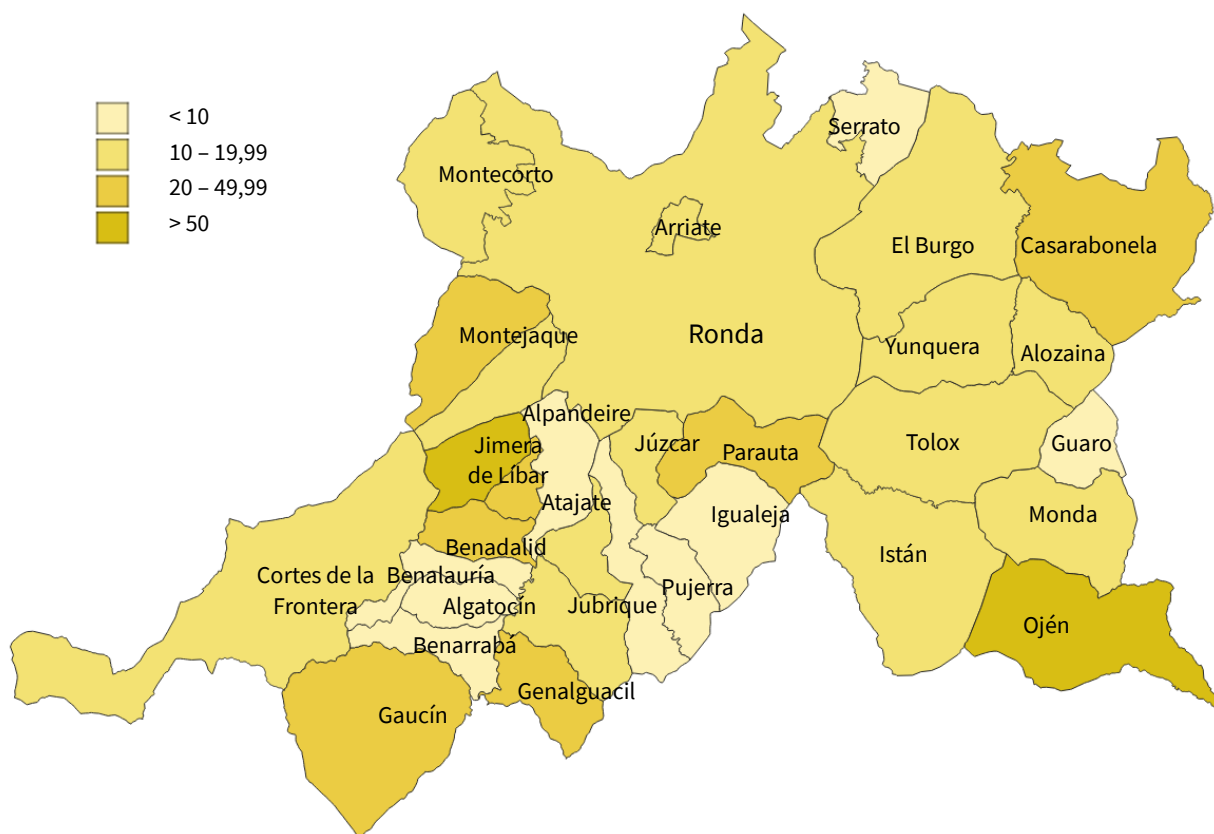 < 10
10 – 19,99
20 – 49,99
> 50
Serrato
Montecorto
Arriate
El Burgo
Casarabonela
Montejaque
Ronda
Yunquera
Alozaina
Alpandeire
Júzcar
Parauta
Tolox
Guaro
Jimera
de Líbar
Atajate
Igualeja
Monda
Benadalid
Istán
Cortes de la
Frontera
Benalauría
Algatocín
Jubrique
Pujerra
Ojén
Benarrabá
Genalguacil
Gaucín